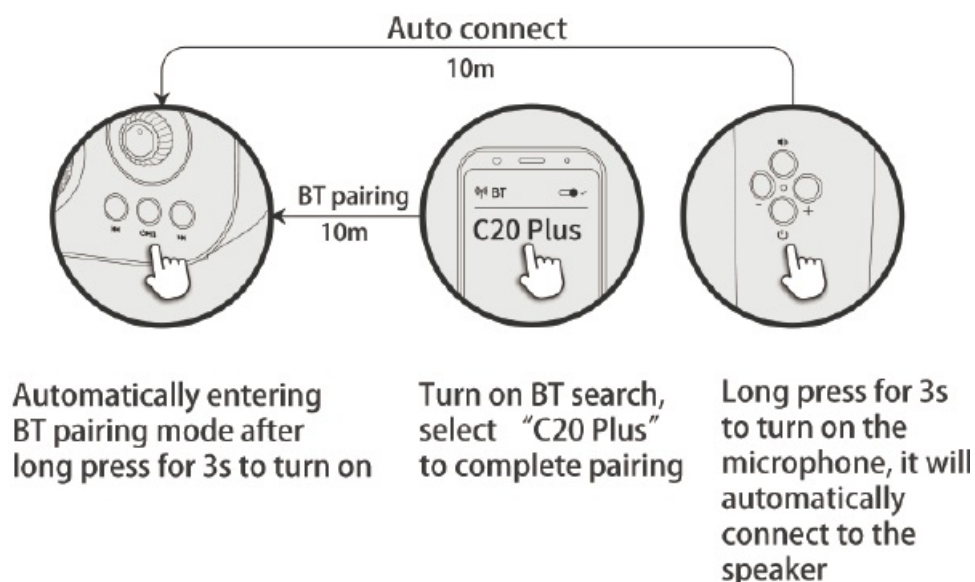 Auto connect
10m
BT pairing
10m
BT
C20 Plus
- +
Automatically entering
BT pairing mode after
long press for 3s to turn on
Turn on BT search,
select “C20 Plus”
to complete pairing
Long press for 3s
to turn on the
microphone, it will
automatically
connect to the
speaker